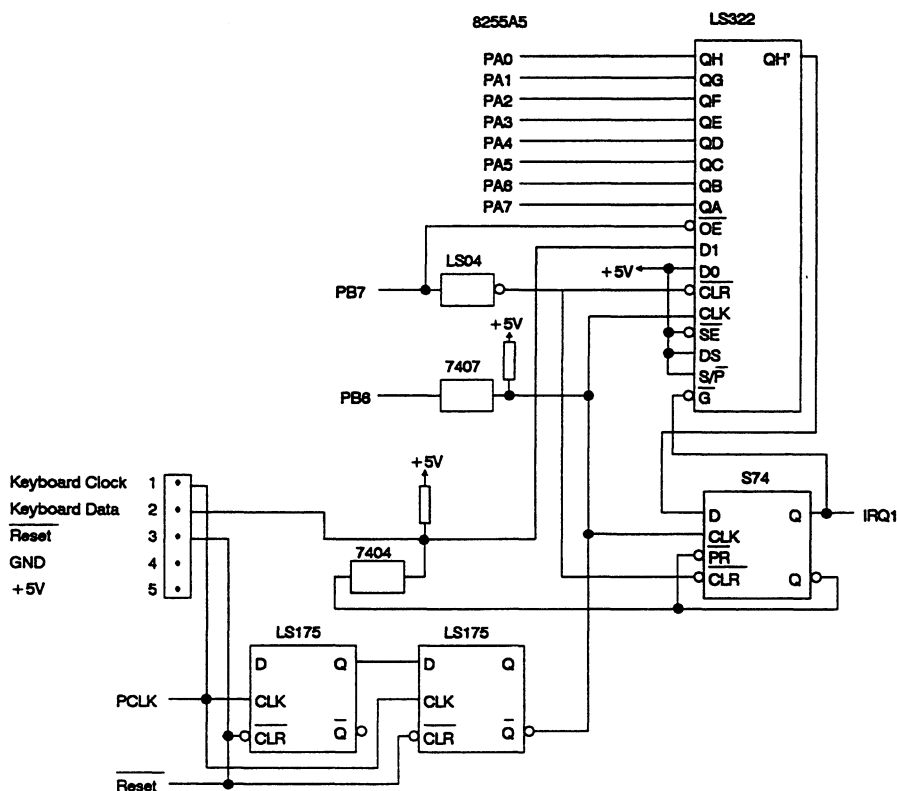 8255A5
LS322
PA0 QH QH'
PA1 QG
PA2 QF
PA3 QE
PA4 QD
PA5 QC
PA6 QB
PA7 QA
OE
D1
LS04
+5V D0
PB7
CLR
CLK
+5V
SE
DS
7407
S/P
PB6
G
+5V
S74
Keyboard Clock 1
Keyboard Data 2
Reset 3
GND 4
+5V 5
D Q IRQ1
CLK
PR
CLR Q
7404
LS175 LS175
D Q D Q
PCLK CLK CLK
CLR Q CLR Q
Reset